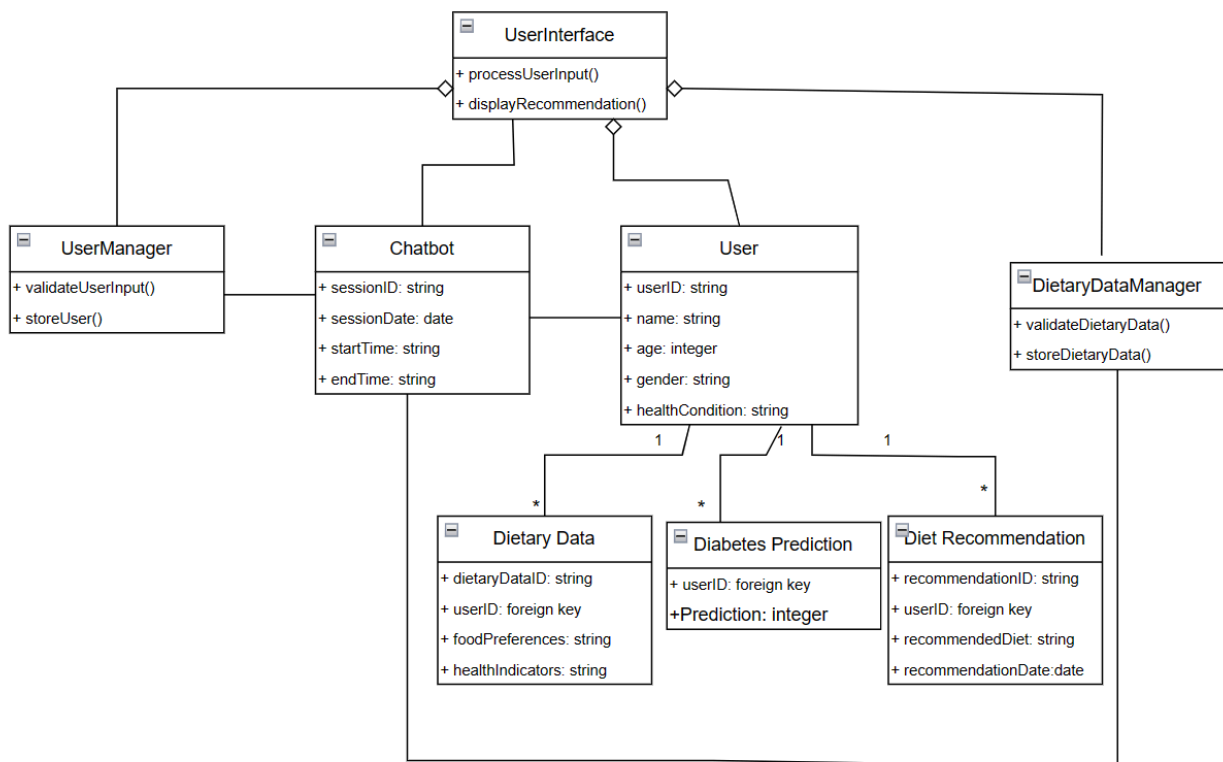 UserInterface
+ processUserInput()
+ displayRecommendation()
UserManager
+ validateUserInput()
+ storeUser()
Chatbot
+ sessionID: string
+ sessionDate: date
+ startTime: string
+ endTime: string
User
+ userID: string
+ name: string
+ age: integer
+ gender: string
+ healthCondition: string
DietaryDataManager
+ validateDietaryData()
+ storeDietaryData()
1
1
1
*
*
*
Dietary Data
+ dietaryDataID: string
+ userID: foreign key
+ foodPreferences: string
+ healthIndicators: string
Diabetes Prediction
+ userID: foreign key
+Prediction: integer
Diet Recommendation
+ recommendationID: string
+ userID: foreign key
+ recommendedDiet: string
+ recommendationDate:date